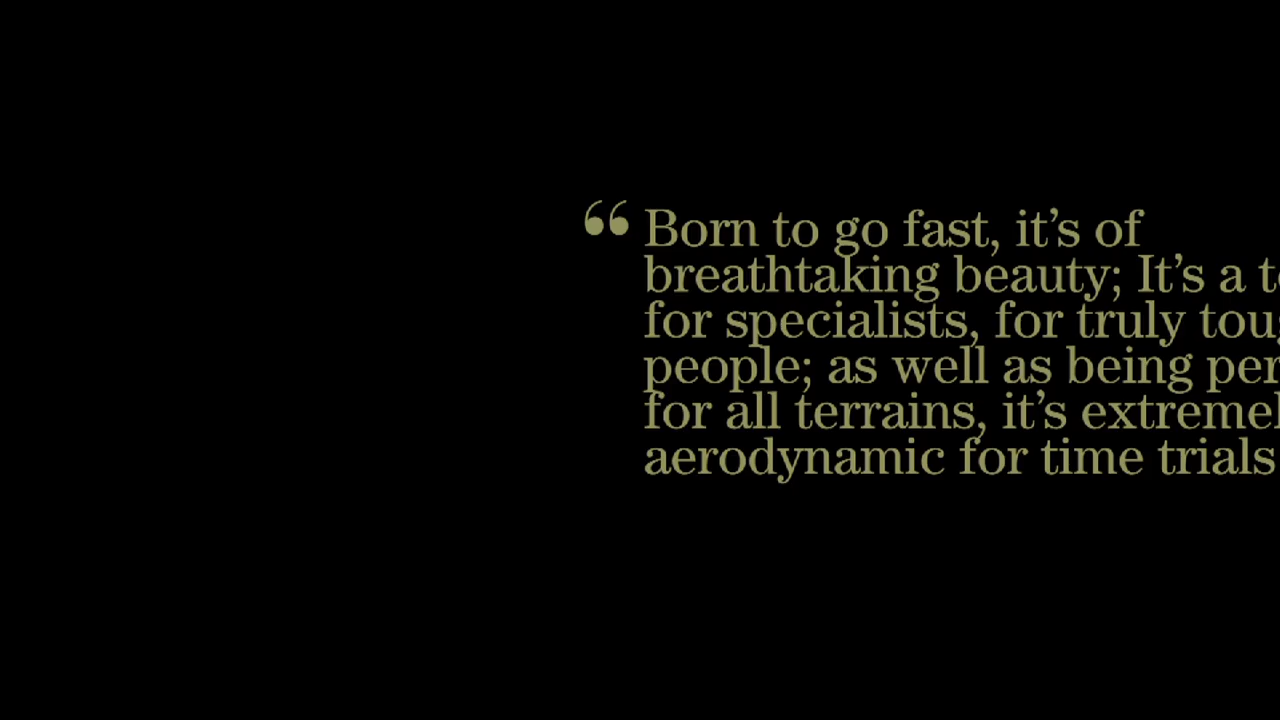 “ Born to go fast, it’s of
breathtaking beauty; It’s a
for specialists, for truly
people; as well as being
for all terrains, it’s
aerodynamic for time trials